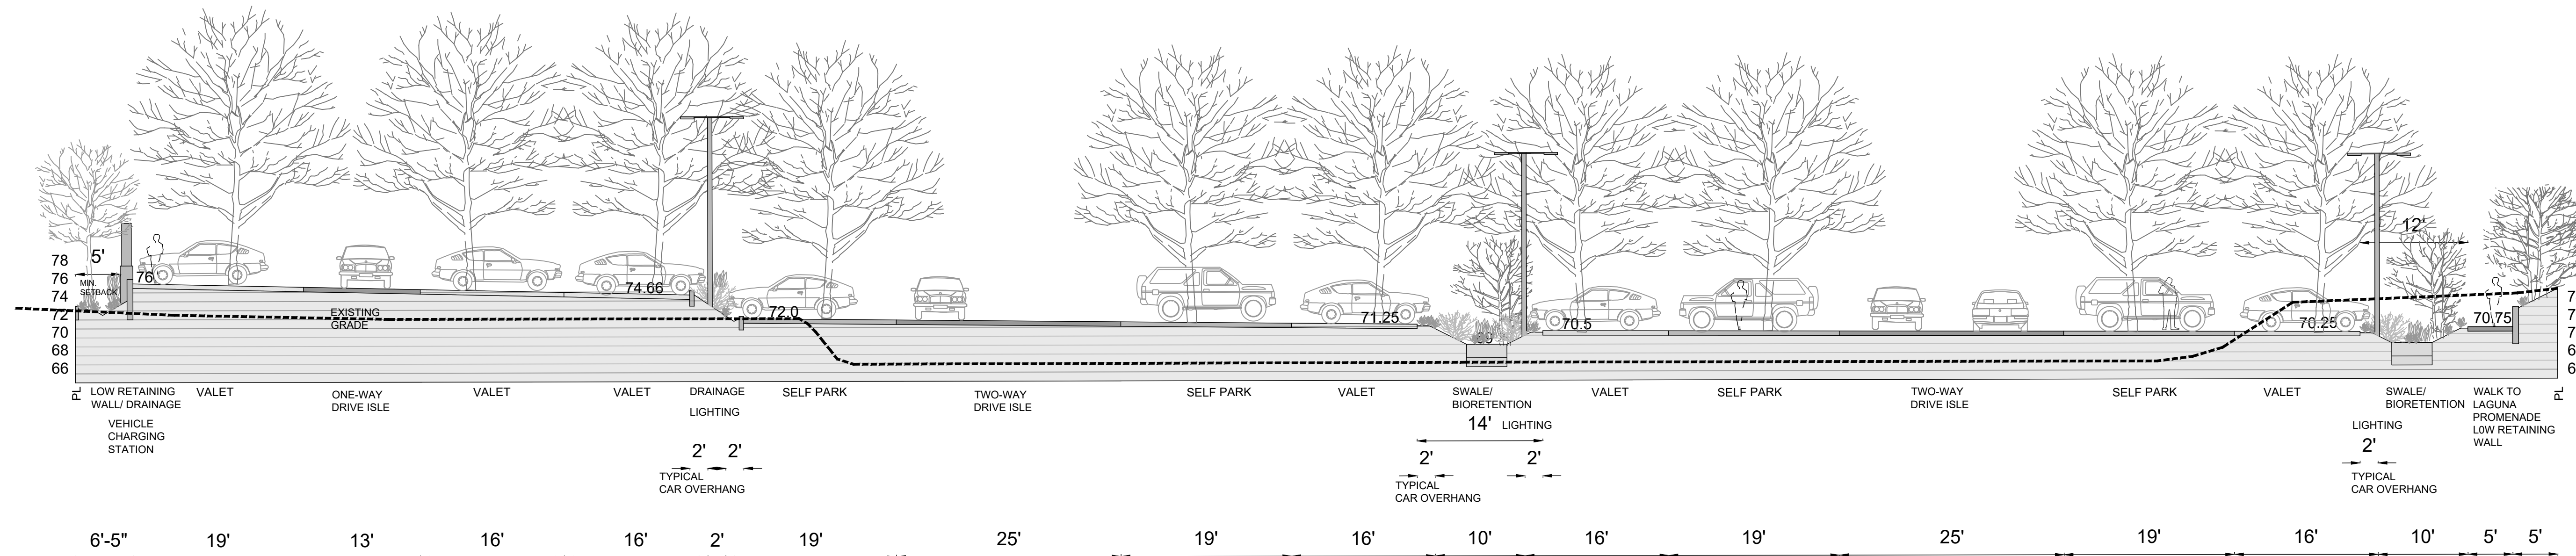 12'
5'
78
76
74
72
70
68
66
MIN.
SETBACK
76
74.66
72.0
71.25
70.5
70.25
70.75
EXISTING
GRADE
PL
LOW RETAINING
WALL/ DRAINAGE
VEHICLE
CHARGING
STATION
VALET
ONE-WAY
DRIVE ISLE
VALET
VALET
DRAINAGE
LIGHTING
SELF PARK
TWO-WAY
DRIVE ISLE
SELF PARK
VALET
SWALE/
BIORETENTION
14'
LIGHTING
VALET
SELF PARK
TWO-WAY
DRIVE ISLE
SELF PARK
VALET
SWALE/
BIORETENTION
LIGHTING
WALK TO
LAGUNA
PROMENADE
L0W RETAINING
WALL
PL
2' 2'
TYPICAL
CAR OVERHANG
2' 2'
TYPICAL
CAR OVERHANG
2'
TYPICAL
CAR OVERHANG
6'-5" 19' 13' 16' 16' 2' 19' 25' 19' 16' 10' 16' 19' 25' 19' 16' 10' 5' 5'